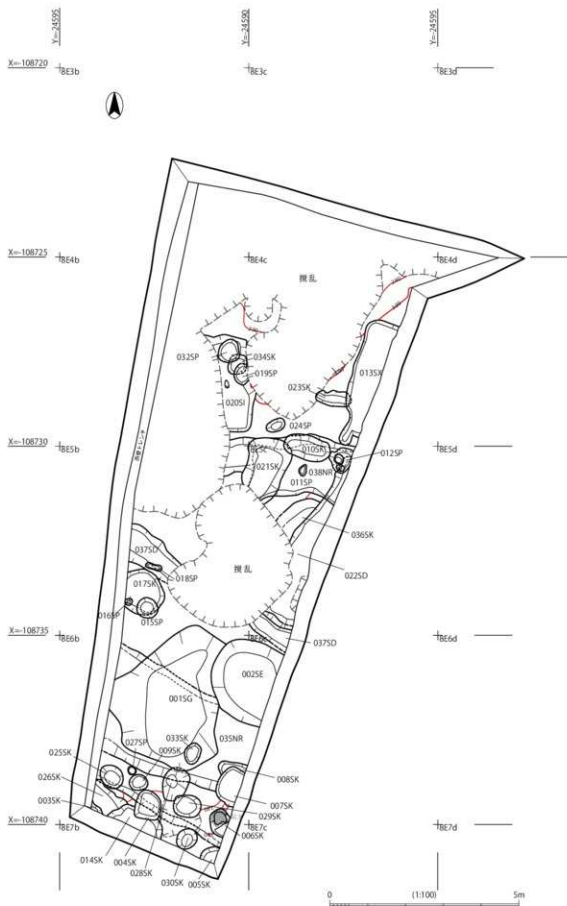 Y=-24595
Y=-24590
Y=-24595
X=-108720
8E3b
8E3c
8E3d
X=-108725
8E4b
8E4c
8E4d
撹乱
032SP
034SK
019SP
013SX
023SK
020SI
024SP
X=-108730
8E5b
8E5c
010SK
8E5d
012SP
021SK
038NR
011SP
036SK
撹乱
022SD
037SD
018SP
017SK
016SP
015SP
X=-108735
8E6b
037SD
8E6d
002SE
001SG
033SK
035NR
027SP
009SK
025SK
008SK
026SK
007SK
003SK
029SK
X=-108740
8E7b
8E7c
006SK
8E7d
014SK
004SK
028SK
030SK
005SK
0
(1:100)
5m